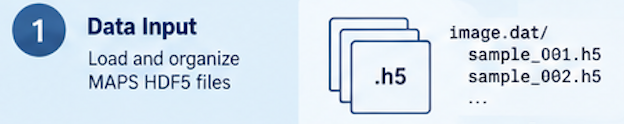 1
Data Input
Load and organize
MAPS HDF5 files
.h5
image.dat/
sample_001.h5
sample_002.h5
...